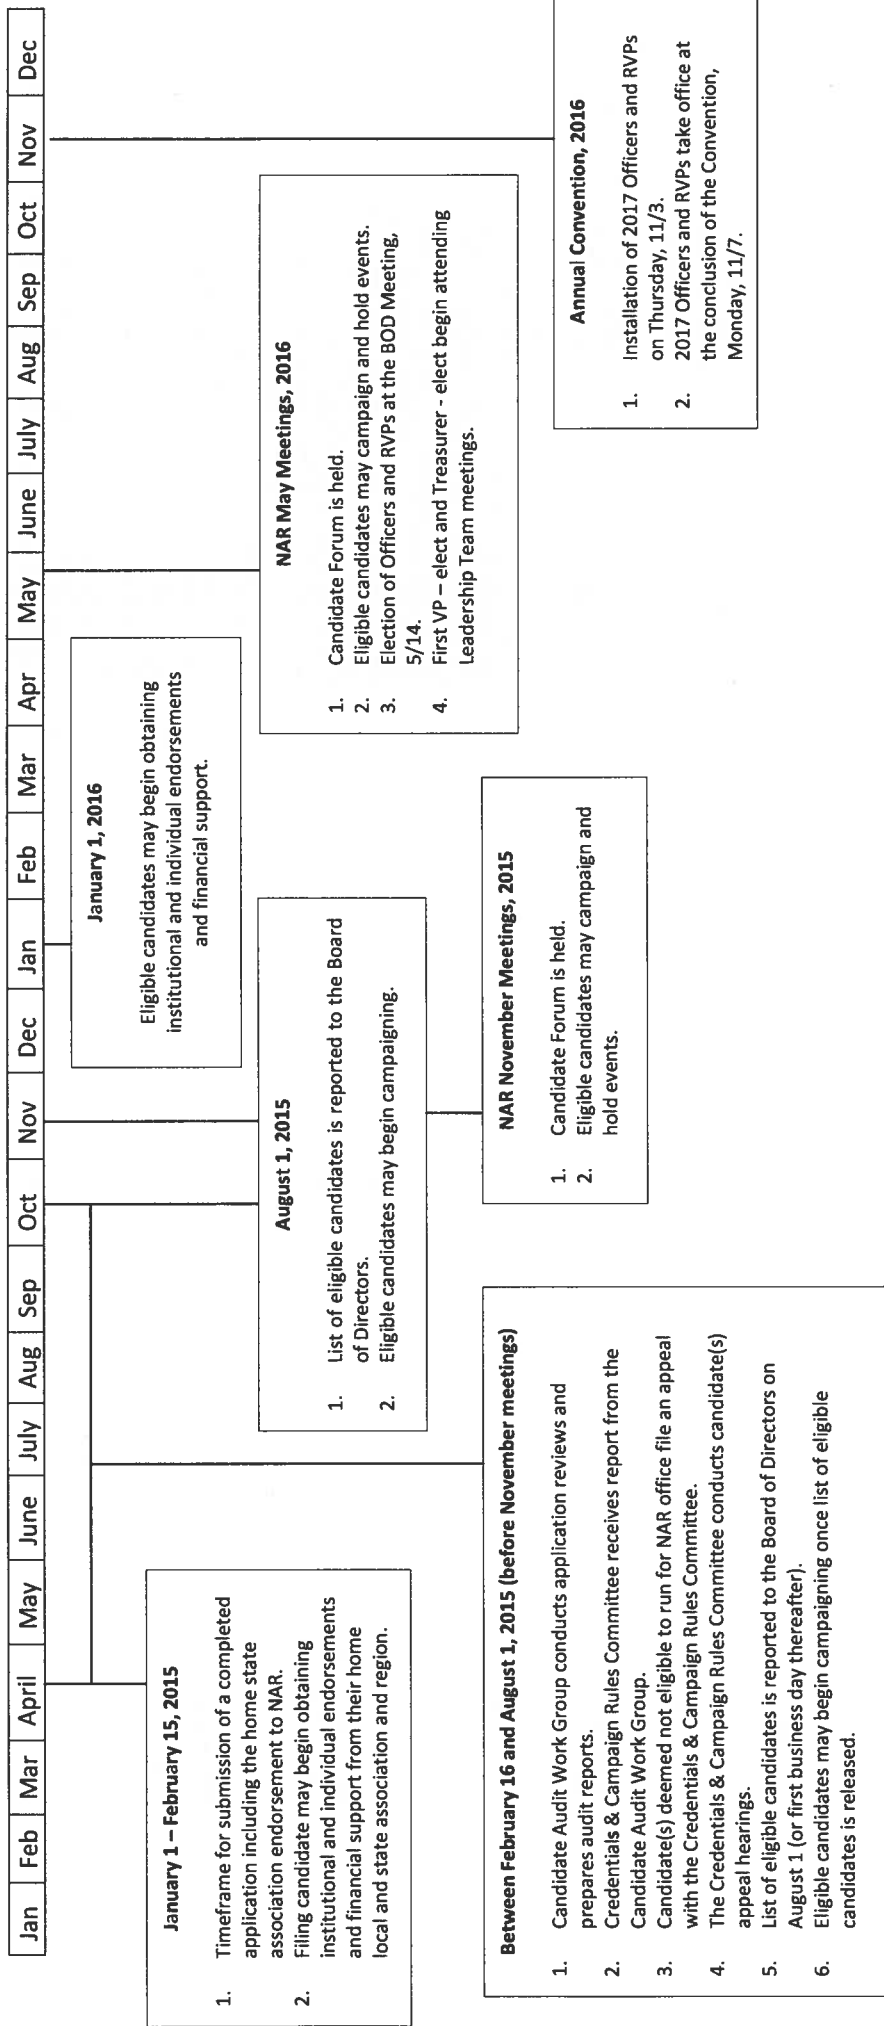 Jan Feb Mar April May June July Aug Sep Oct Nov Dec Jan Feb Mar Apr May June July Aug Sep Oct Nov Dec
January 1 – February 15, 2015
1. Timeframe for submission of a completed
application including the home state
association endorsement to NAR.
2. Filing candidate may begin obtaining
institutional and individual endorsements
and financial support from their home
local and state association and region.
Between February 16 and August 1, 2015 (before November meetings)
1. Candidate Audit Work Group conducts application reviews and
prepares audit reports.
2. Credentials & Campaign Rules Committee receives report from the
Candidate Audit Work Group.
3. Candidate(s) deemed not eligible to run for NAR office file an appeal
with the Credentials & Campaign Rules Committee.
4. The Credentials & Campaign Rules Committee conducts candidate(s)
appeal hearings.
5. List of eligible candidates is reported to the Board of Directors on
August 1 (or first business day thereafter).
6. Eligible candidates may begin campaigning once list of eligible
candidates is released.
August 1, 2015
1. List of eligible candidates is reported to the Board
of Directors.
2. Eligible candidates may begin campaigning.
NAR November Meetings, 2015
1. Candidate Forum is held.
2. Eligible candidates may campaign and
hold events.
January 1, 2016
Eligible candidates may begin obtaining
institutional and individual endorsements
and financial support.
NAR May Meetings, 2016
1. Candidate Forum is held.
2. Eligible candidates may campaign and hold events.
3. Election of Officers and RVPs at the BOD Meeting,
5/14.
4. First VP – elect and Treasurer - elect begin attending
Leadership Team meetings.
Annual Convention, 2016
1. Installation of 2017 Officers and RVPs
on Thursday, 11/3.
2. 2017 Officers and RVPs take office at
the conclusion of the Convention,
Monday, 11/7.